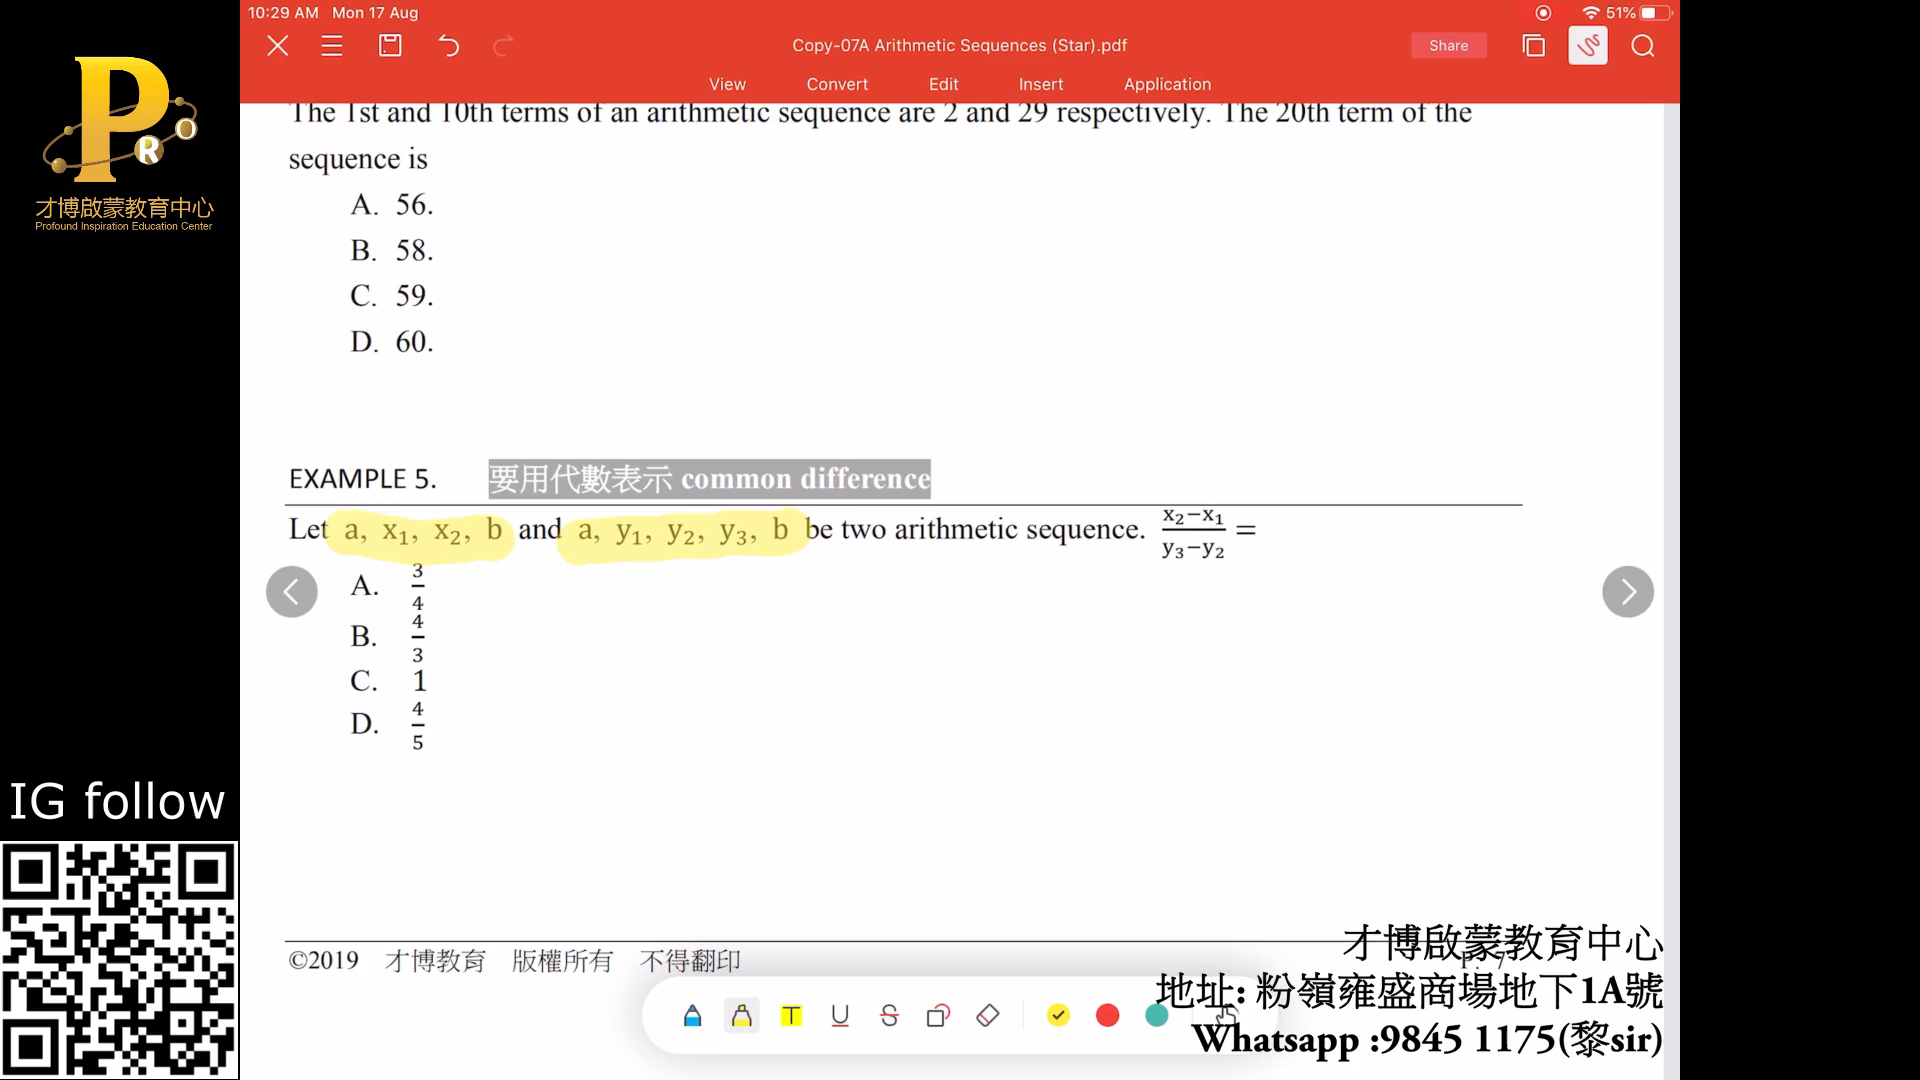 10:29 AM Mon 17 Aug
51%
Copy-07A Arithmetic Sequences (Star).pdf
Share
View Convert Edit Insert Application
P
R
O
才博啟蒙教育中心
Profound Inspiration Education Center
The 1st and 10th terms of an arithmetic sequence are 2 and 29 respectively. The 20th term of the
sequence is
A. 56.
B. 58.
C. 59.
D. 60.
EXAMPLE 5. 要用代數表示 common difference
Let a, x₁, x₂, b and a, y₁, y₂, y₃, b be two arithmetic sequence. (x₂−x₁)/(y₃−y₂) =
A. 3/4
B. 4/3
C. 1
D. 4/5
IG follow
©2019 才博教育 版權所有 不得翻印
P. 7
才博啟蒙教育中心
地址: 粉嶺雍盛商場地下1A號
Whatsapp :9845 1175(黎sir)
T U S